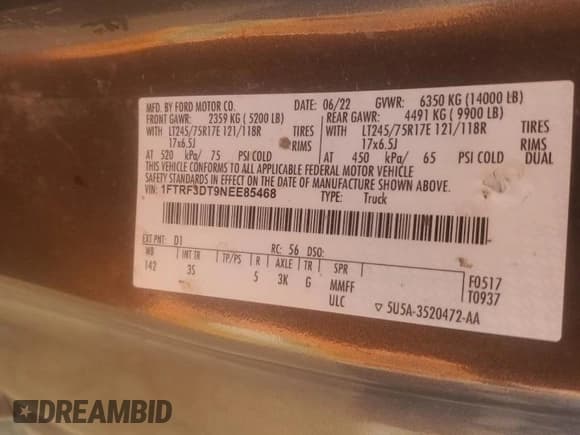 MFD. BY FORD MOTOR CO. DATE: 06/22 GVWR: 6350 KG (14000 LB)
FRONT GAWR: 2359 KG (5200 LB) REAR GAWR: 4491 KG (9900 LB)
WITH LT245/75R17E 121/118R TIRES WITH LT245/75R17E 121/118R TIRES
17x6.5J RIMS 17x6.5J RIMS
AT 520 kPa/ 75 PSI COLD AT 450 kPa/ 65 PSI COLD DUAL
THIS VEHICLE CONFORMS TO ALL APPLICABLE FEDERAL MOTOR VEHICLE
SAFETY STANDARDS IN EFFECT ON THE DATE OF MANUFACTURE SHOWN ABOVE.
VIN: 1FTRF3DT9NEE85468 TYPE: Truck
EXT PNT: D1 RC: 56 DSO:
WB INT TR TP/PS R AXLE TR SPR
142 3S 5 3K G MMFF F0517
ULC T0937
▽ 5U5A-3520472-AA
DREAMBID